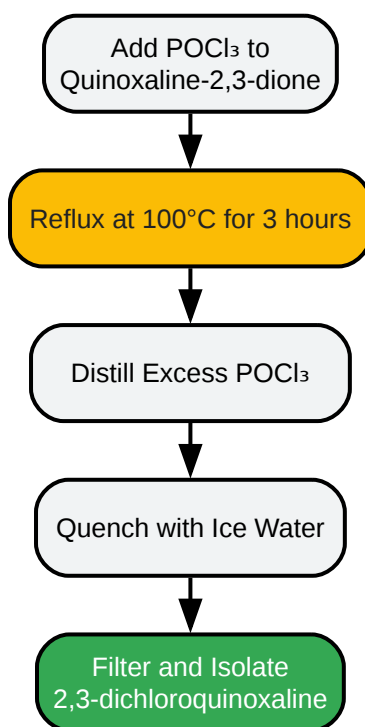 Add POCl₃ to
Quinoxaline-2,3-dione
Reflux at 100°C for 3 hours
Distill Excess POCl₃
Quench with Ice Water
Filter and Isolate
2,3-dichloroquinoxaline